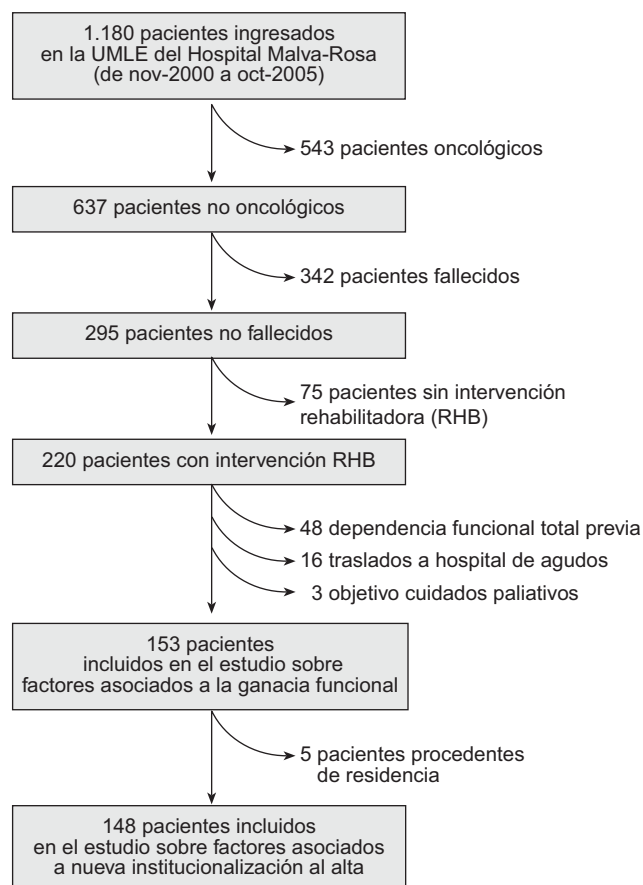 1.180 pacientes ingresados
en la UMLE del Hospital Malva-Rosa
(de nov-2000 a oct-2005)
543 pacientes oncológicos
637 pacientes no oncológicos
342 pacientes fallecidos
295 pacientes no fallecidos
75 pacientes sin intervención
rehabilitadora (RHB)
220 pacientes con intervención RHB
48 dependencia funcional total previa
16 traslados a hospital de agudos
3 objetivo cuidados paliativos
153 pacientes
incluidos en el estudio sobre
factores asociados a la ganacia funcional
5 pacientes procedentes
de residencia
148 pacientes incluidos
en el estudio sobre factores asociados
a nueva institucionalización al alta